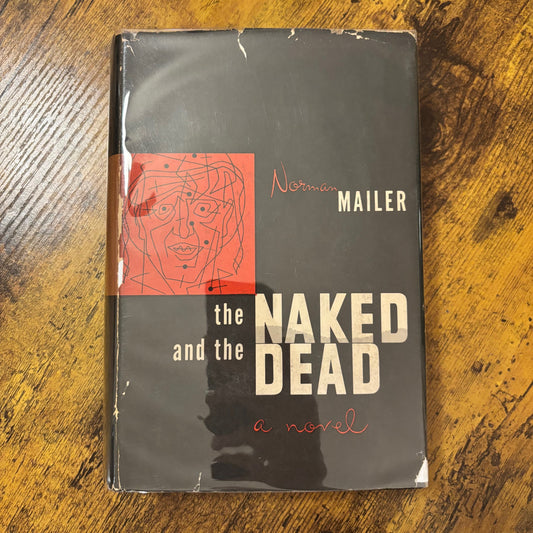 Norman
MAILER
the NAKED
and the DEAD
a novel